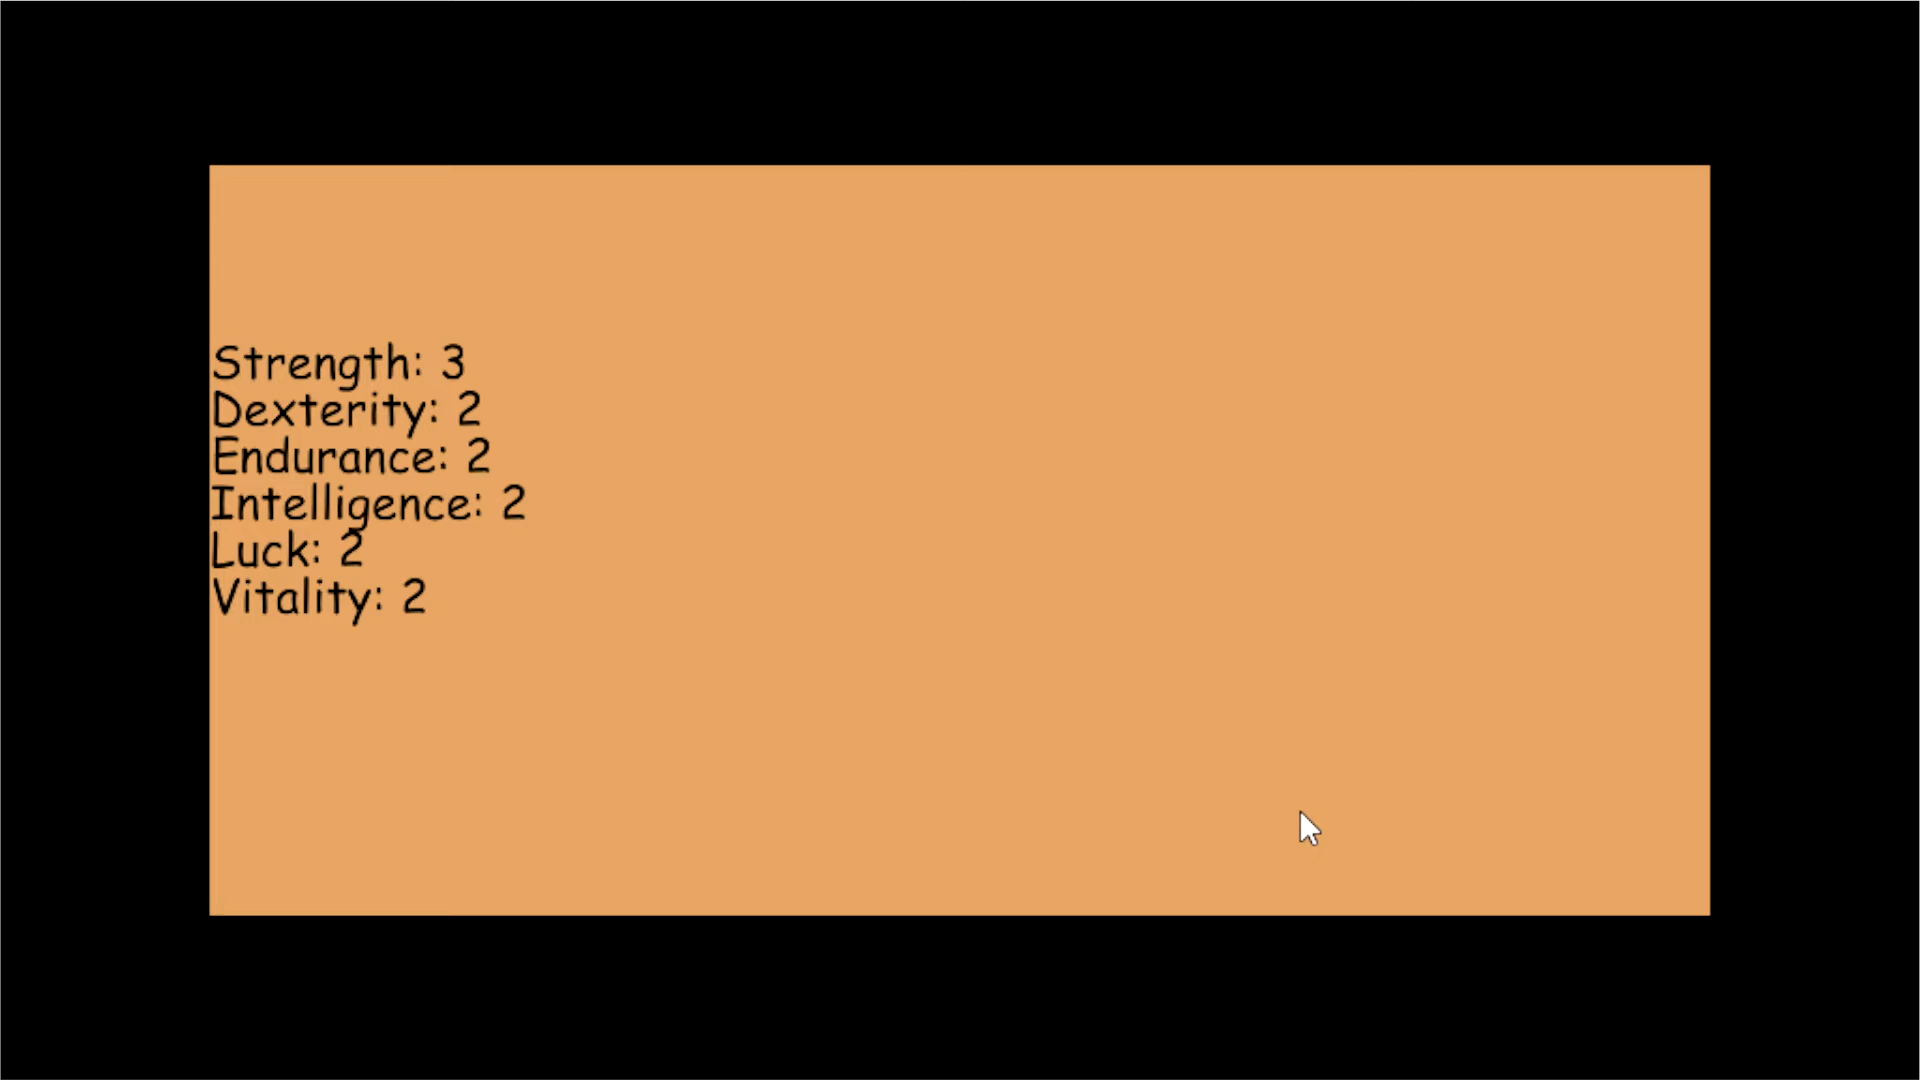 Strength: 3
Dexterity: 2
Endurance: 2
Intelligence: 2
Luck: 2
Vitality: 2